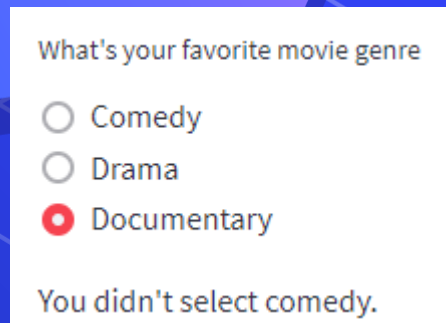 What's your favorite movie genre
Comedy
Drama
Documentary
You didn't select comedy.